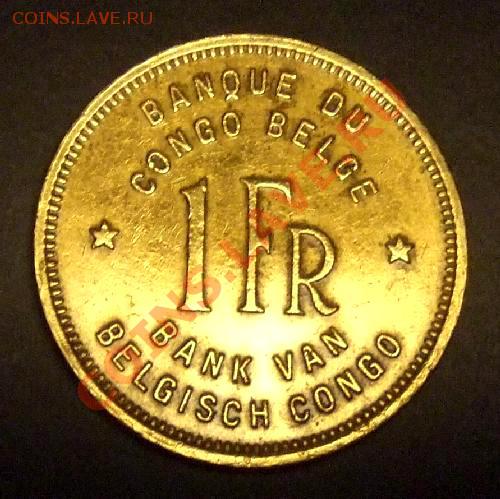 COINS.LAVE.RU
BANQUE DU
CONGO BELGE
1 FR
BANK VAN
BELGISCH CONGO
COINS.LAVE.RU